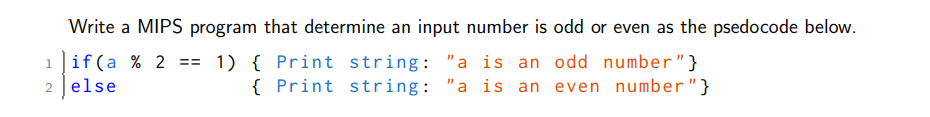 Write a MIPS program that determine an input number is odd or even as the psedocode below.
1 if(a % 2 == 1) { Print string: "a is an odd number"}
2 else { Print string: "a is an even number"}